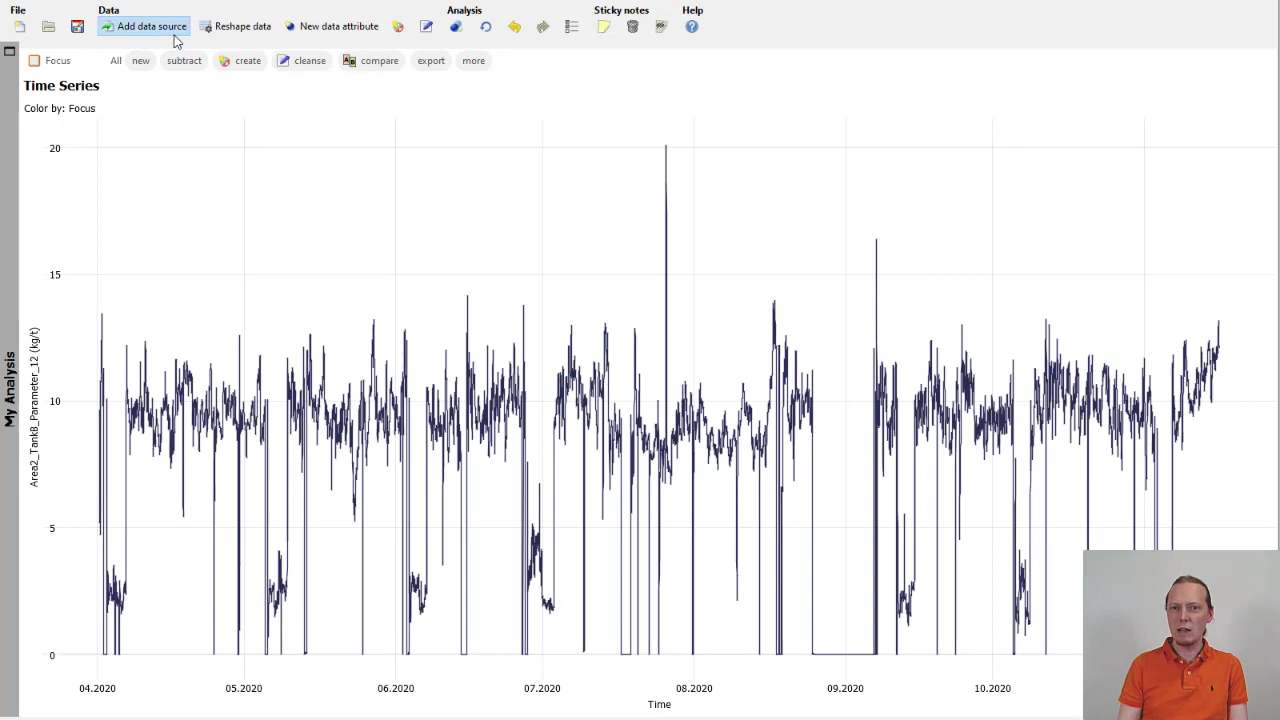 File Data Analysis Sticky notes Help
Add data source Reshape data New data attribute
Focus All new subtract create cleanse compare export more
Time Series
Color by: Focus
20
15
10
5
0
Area2_Tank8_Parameter_12 (kg/t)
My Analysis
04.2020 05.2020 06.2020 07.2020 08.2020 09.2020 10.2020
Time